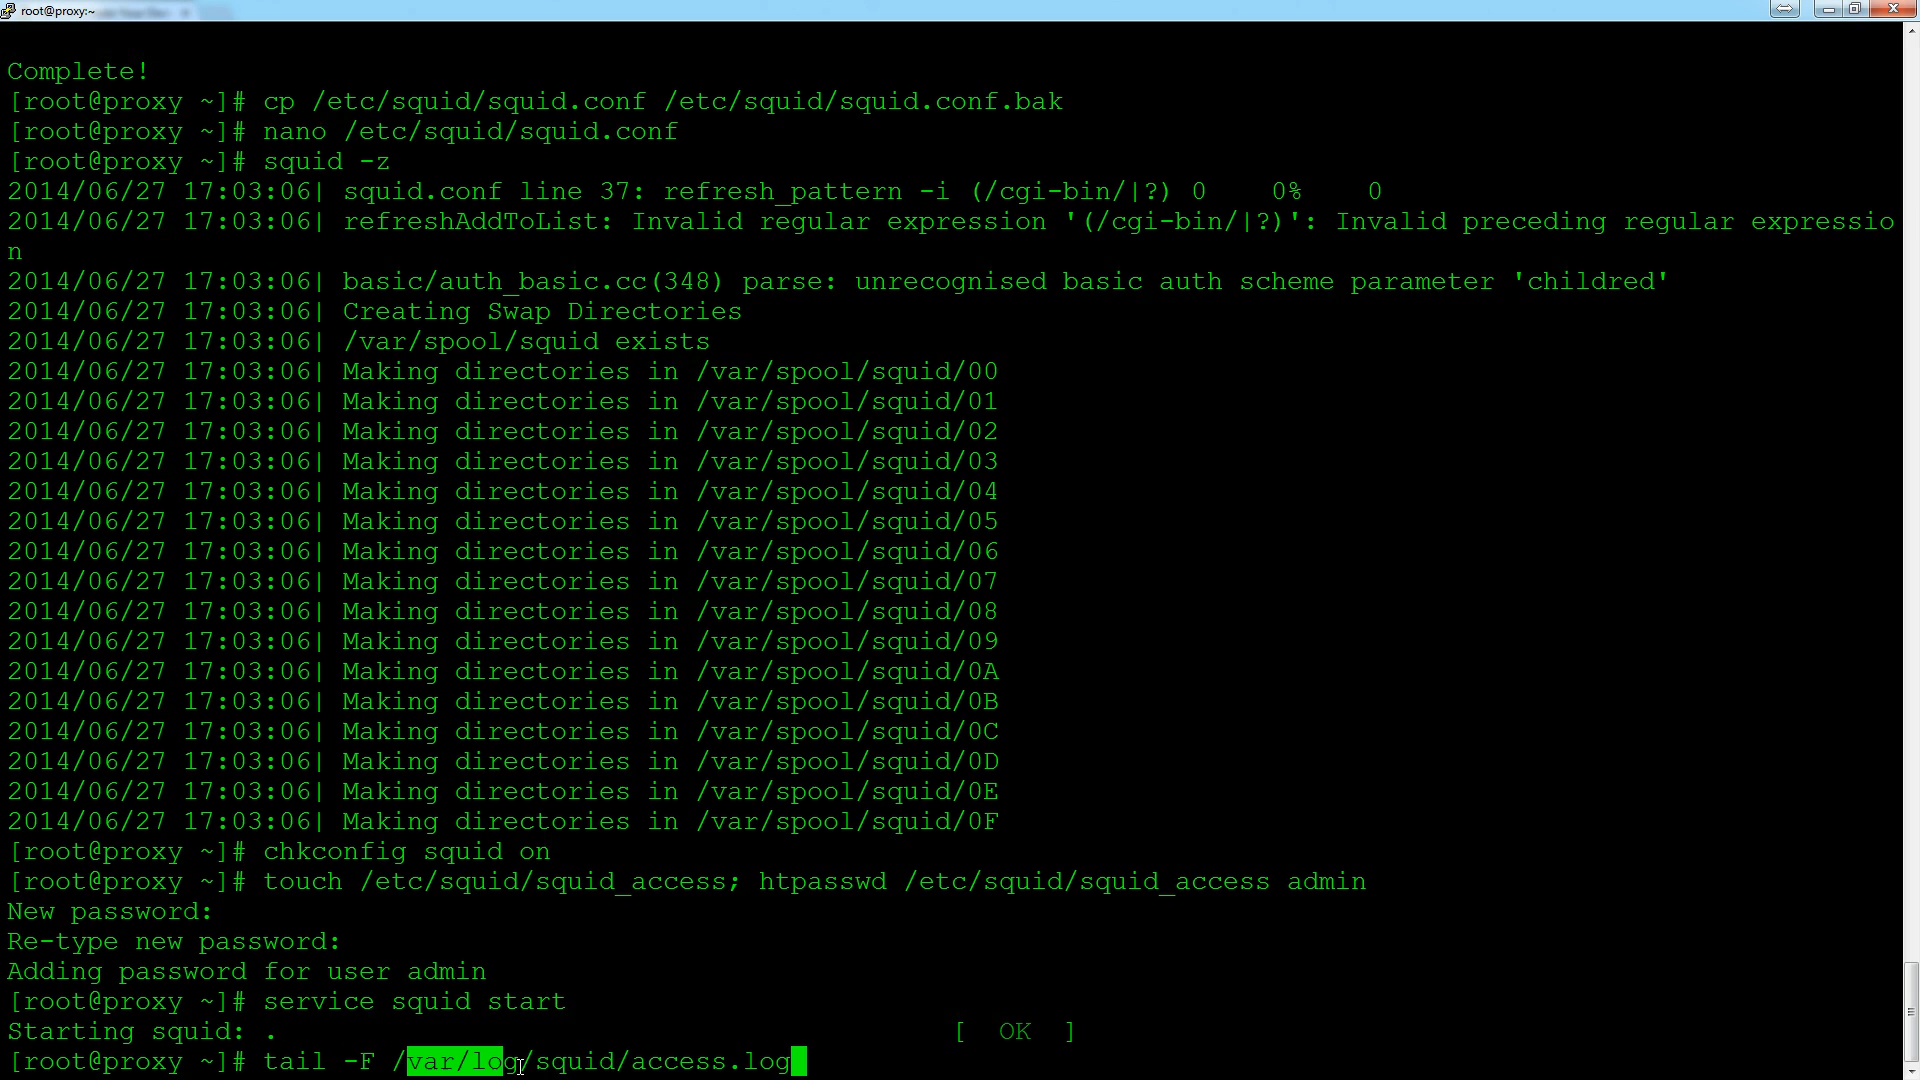 root@proxy:~
Complete!
[root@proxy ~]# cp /etc/squid/squid.conf /etc/squid/squid.conf.bak
[root@proxy ~]# nano /etc/squid/squid.conf
[root@proxy ~]# squid -z
2014/06/27 17:03:06| squid.conf line 37: refresh_pattern -i (/cgi-bin/|?) 0    0%    0
2014/06/27 17:03:06| refreshAddToList: Invalid regular expression '(/cgi-bin/|?)': Invalid preceding regular expressio
n
2014/06/27 17:03:06| basic/auth_basic.cc(348) parse: unrecognised basic auth scheme parameter 'childred'
2014/06/27 17:03:06| Creating Swap Directories
2014/06/27 17:03:06| /var/spool/squid exists
2014/06/27 17:03:06| Making directories in /var/spool/squid/00
2014/06/27 17:03:06| Making directories in /var/spool/squid/01
2014/06/27 17:03:06| Making directories in /var/spool/squid/02
2014/06/27 17:03:06| Making directories in /var/spool/squid/03
2014/06/27 17:03:06| Making directories in /var/spool/squid/04
2014/06/27 17:03:06| Making directories in /var/spool/squid/05
2014/06/27 17:03:06| Making directories in /var/spool/squid/06
2014/06/27 17:03:06| Making directories in /var/spool/squid/07
2014/06/27 17:03:06| Making directories in /var/spool/squid/08
2014/06/27 17:03:06| Making directories in /var/spool/squid/09
2014/06/27 17:03:06| Making directories in /var/spool/squid/0A
2014/06/27 17:03:06| Making directories in /var/spool/squid/0B
2014/06/27 17:03:06| Making directories in /var/spool/squid/0C
2014/06/27 17:03:06| Making directories in /var/spool/squid/0D
2014/06/27 17:03:06| Making directories in /var/spool/squid/0E
2014/06/27 17:03:06| Making directories in /var/spool/squid/0F
[root@proxy ~]# chkconfig squid on
[root@proxy ~]# touch /etc/squid/squid_access; htpasswd /etc/squid/squid_access admin
New password:
Re-type new password:
Adding password for user admin
[root@proxy ~]# service squid start
Starting squid: .                                          [  OK  ]
[root@proxy ~]# tail -F /var/log/squid/access.log